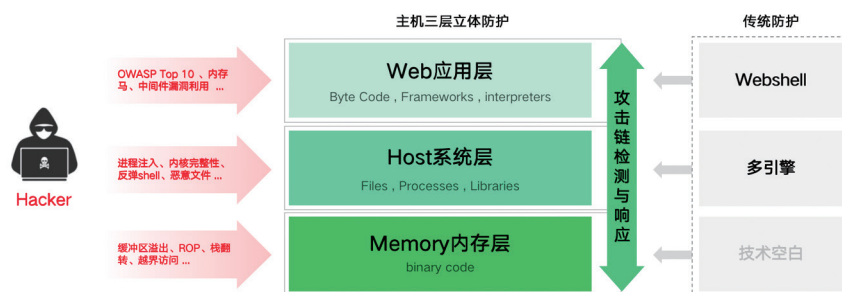 主机三层立体防护
传统防护
OWASP Top 10 、内存
马、中间件漏洞利用 ...
Web应用层
Byte Code , Frameworks , interpreters
Webshell
进程注入、内核完整性、
反弹shell、恶意文件 ...
Host系统层
Files , Processes , Libraries
多引擎
Hacker
缓冲区溢出、ROP、栈翻
转、越界访问 ...
Memory内存层
binary code
技术空白
攻击链检测与响应